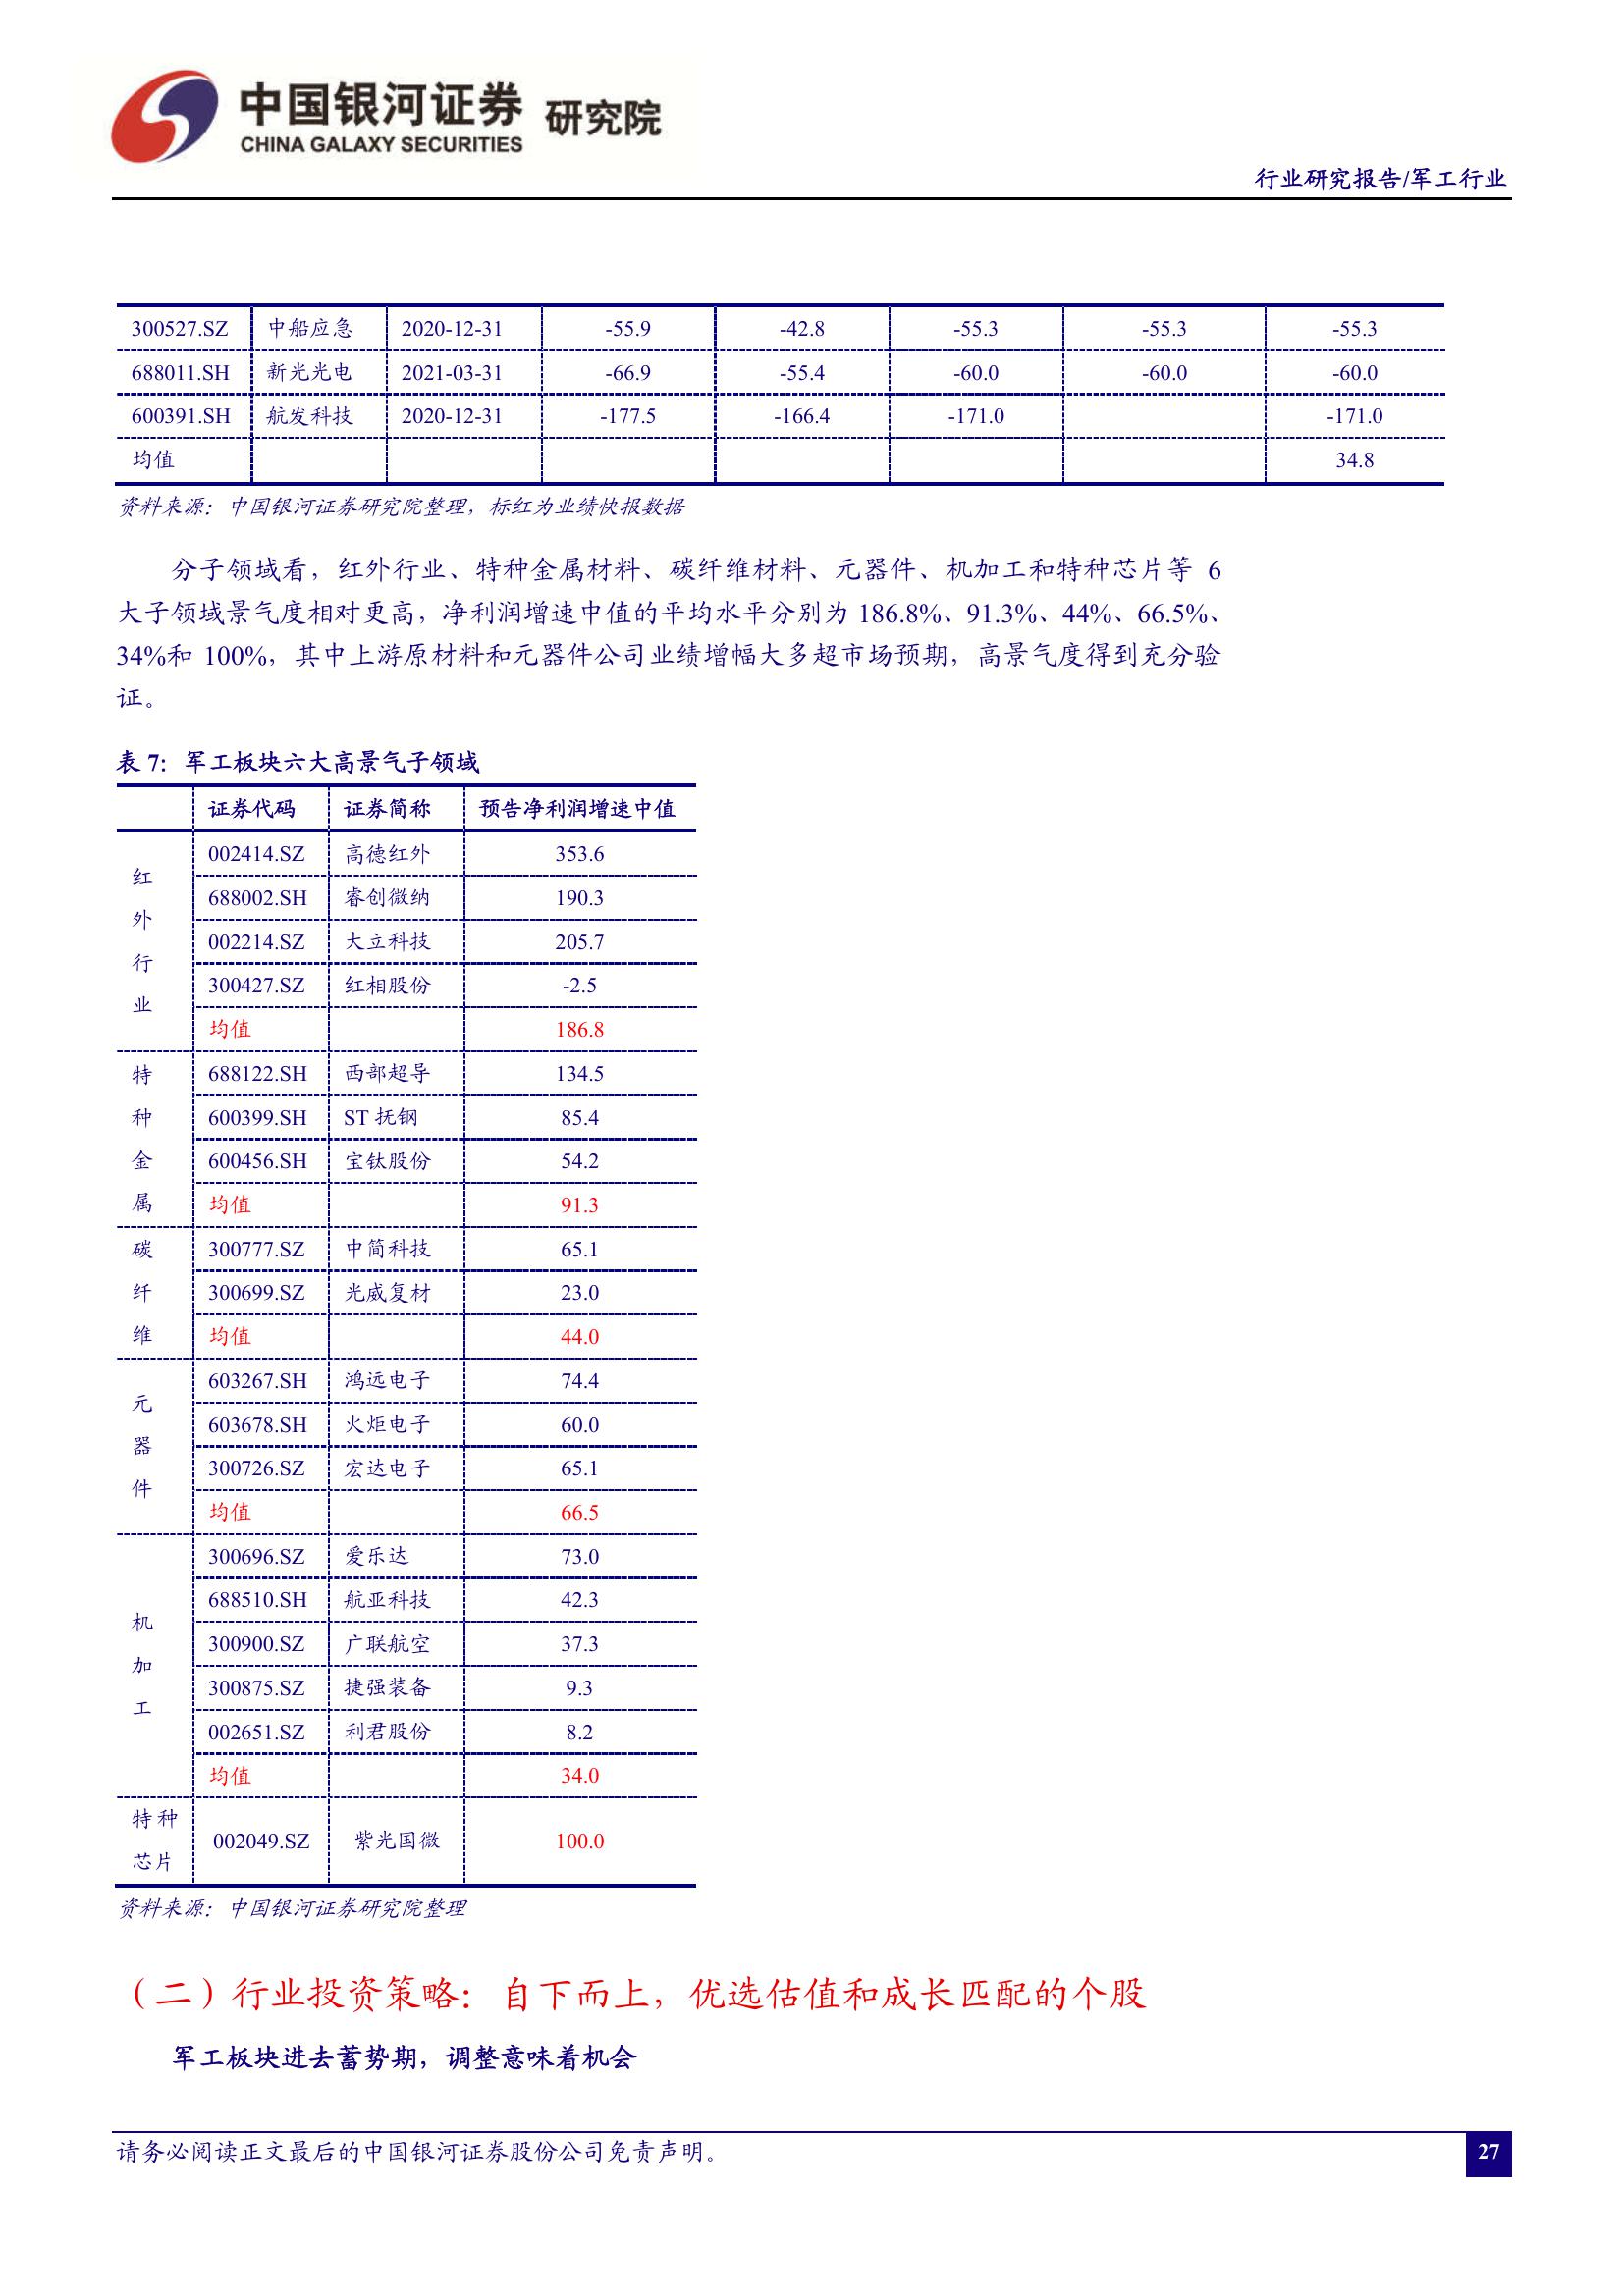 中国银河证券 研究院
CHINA GALAXY SECURITIES
行业研究报告/军工行业
300527.SZ 中船应急 2020-12-31 -55.9 -42.8 -55.3 -55.3 -55.3
688011.SH 新光光电 2021-03-31 -66.9 -55.4 -60.0 -60.0 -60.0
600391.SH 航发科技 2020-12-31 -177.5 -166.4 -171.0 -171.0
均值 34.8
资料来源：中国银河证券研究院整理，标红为业绩快报数据
分子领域看，红外行业、特种金属材料、碳纤维材料、元器件、机加工和特种芯片等 6
大子领域景气度相对更高，净利润增速中值的平均水平分别为 186.8%、91.3%、44%、66.5%、
34%和 100%，其中上游原材料和元器件公司业绩增幅大多超市场预期，高景气度得到充分验
证。
表 7：军工板块六大高景气子领域
证券代码 证券简称 预告净利润增速中值
红外行业
002414.SZ 高德红外 353.6
688002.SH 睿创微纳 190.3
002214.SZ 大立科技 205.7
300427.SZ 红相股份 -2.5
均值 186.8
特种金属
688122.SH 西部超导 134.5
600399.SH ST 抚钢 85.4
600456.SH 宝钛股份 54.2
均值 91.3
碳纤维
300777.SZ 中简科技 65.1
300699.SZ 光威复材 23.0
均值 44.0
元器件
603267.SH 鸿远电子 74.4
603678.SH 火炬电子 60.0
300726.SZ 宏达电子 65.1
均值 66.5
机加工
300696.SZ 爱乐达 73.0
688510.SH 航亚科技 42.3
300900.SZ 广联航空 37.3
300875.SZ 捷强装备 9.3
002651.SZ 利君股份 8.2
均值 34.0
特种芯片
002049.SZ 紫光国微 100.0
资料来源：中国银河证券研究院整理
（二）行业投资策略：自下而上，优选估值和成长匹配的个股
军工板块进去蓄势期，调整意味着机会
请务必阅读正文最后的中国银河证券股份公司免责声明。
27